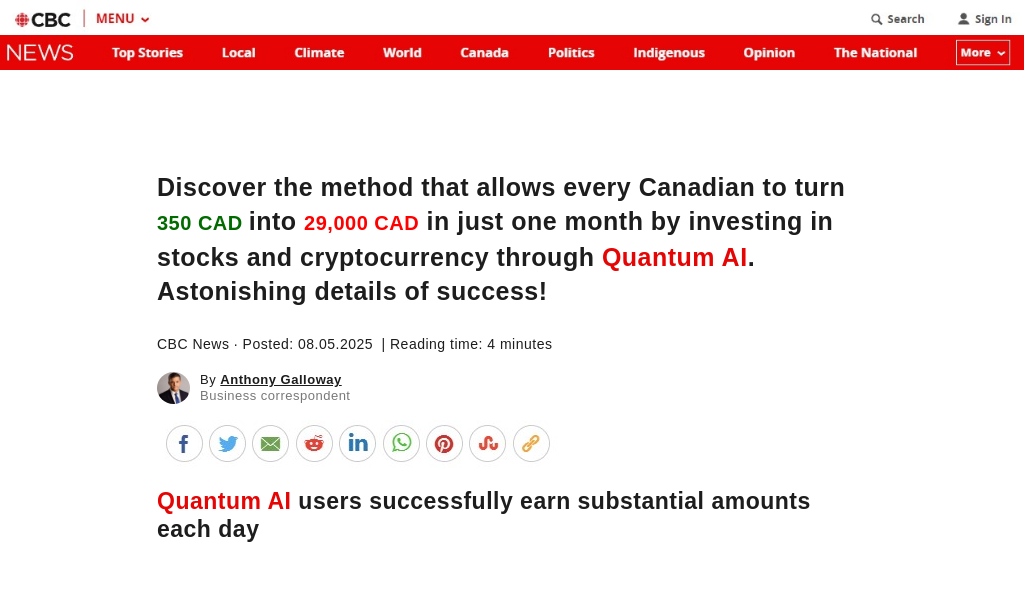 CBC MENU Search Sign In
NEWS Top Stories Local Climate World Canada Politics Indigenous Opinion The National More
Discover the method that allows every Canadian to turn
350 CAD into 29,000 CAD in just one month by investing in
stocks and cryptocurrency through Quantum AI.
Astonishing details of success!
CBC News · Posted: 08.05.2025 | Reading time: 4 minutes
By Anthony Galloway
Business correspondent
Quantum AI users successfully earn substantial amounts
each day